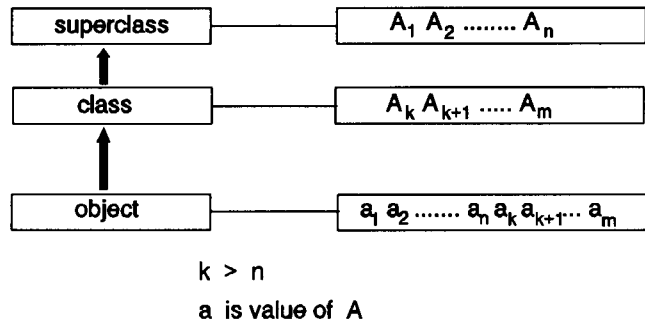 superclass A₁ A₂ ........ Aₙ
class Aₖ Aₖ₊₁ ..... Aₘ
object a₁ a₂ ....... aₙ aₖ aₖ₊₁... aₘ
k > n
a is value of A